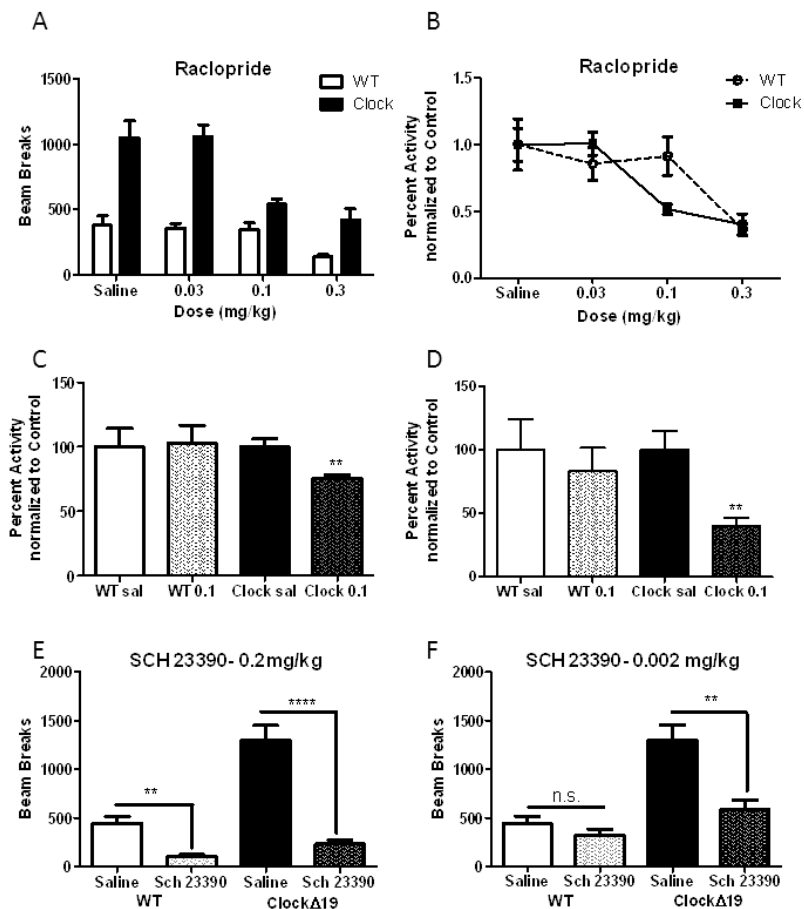 A
Raclopride
WT
Clock
1500
1000
500
0
Beam Breaks
Saline
0.03
0.1
0.3
Dose (mg/kg)
B
Raclopride
WT
Clock
1.5
1.0
0.5
0.0
Percent Activity
normalized to Control
Saline
0.03
0.1
0.3
Dose (mg/kg)
C
150
100
50
0
Percent Activity
normalized to Control
**
WT sal
WT 0.1
Clock sal
Clock 0.1
D
150
100
50
0
Percent Activity
normalized to Control
**
WT sal
WT 0.1
Clock sal
Clock 0.1
E
SCH 23390- 0.2mg/kg
2000
1500
1000
500
0
Beam Breaks
**
****
Saline
Sch 23390
Saline
Sch 23390
WT
ClockΔ19
F
SCH 23390- 0.002 mg/kg
2000
1500
1000
500
0
Beam Breaks
n.s.
**
Saline
Sch 23390
Saline
Sch 23390
WT
ClockΔ19